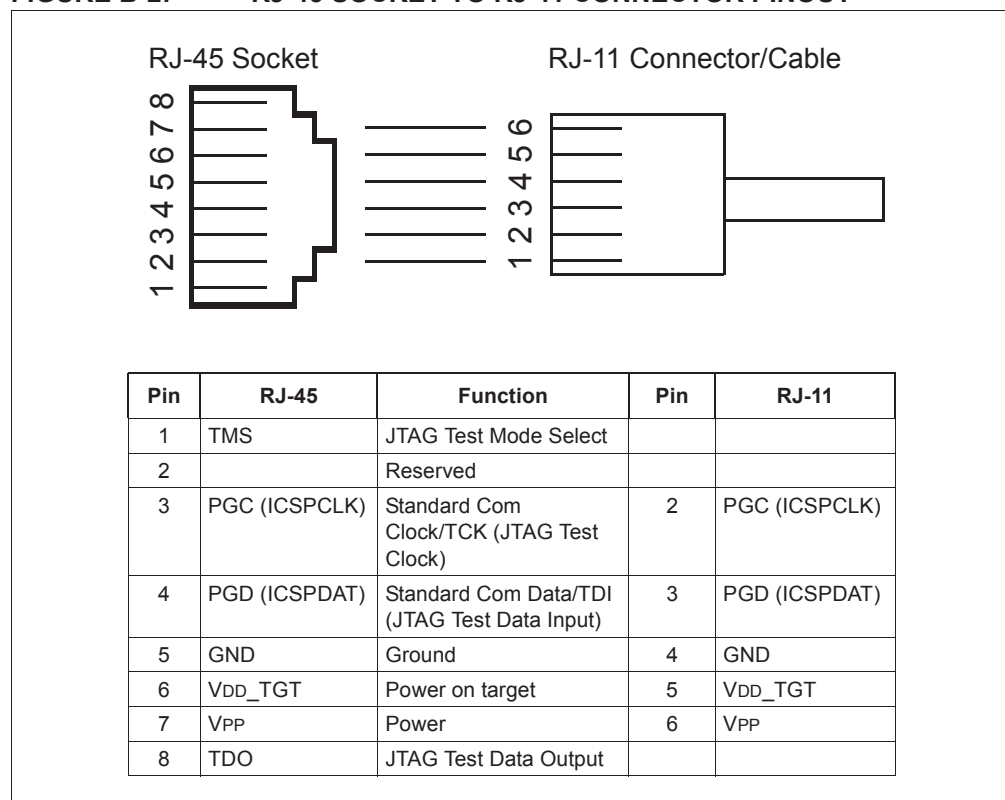 RJ-45 Socket RJ-11 Connector/Cable
8 7 6 5 4 3 2 1
6 5 4 3 2 1
Pin RJ-45 Function Pin RJ-11
1 TMS JTAG Test Mode Select
2 Reserved
3 PGC (ICSPCLK) Standard Com 2 PGC (ICSPCLK)
Clock/TCK (JTAG Test
Clock)
4 PGD (ICSPDAT) Standard Com Data/TDI 3 PGD (ICSPDAT)
(JTAG Test Data Input)
5 GND Ground 4 GND
6 VDD_TGT Power on target 5 VDD_TGT
7 VPP Power 6 VPP
8 TDO JTAG Test Data Output